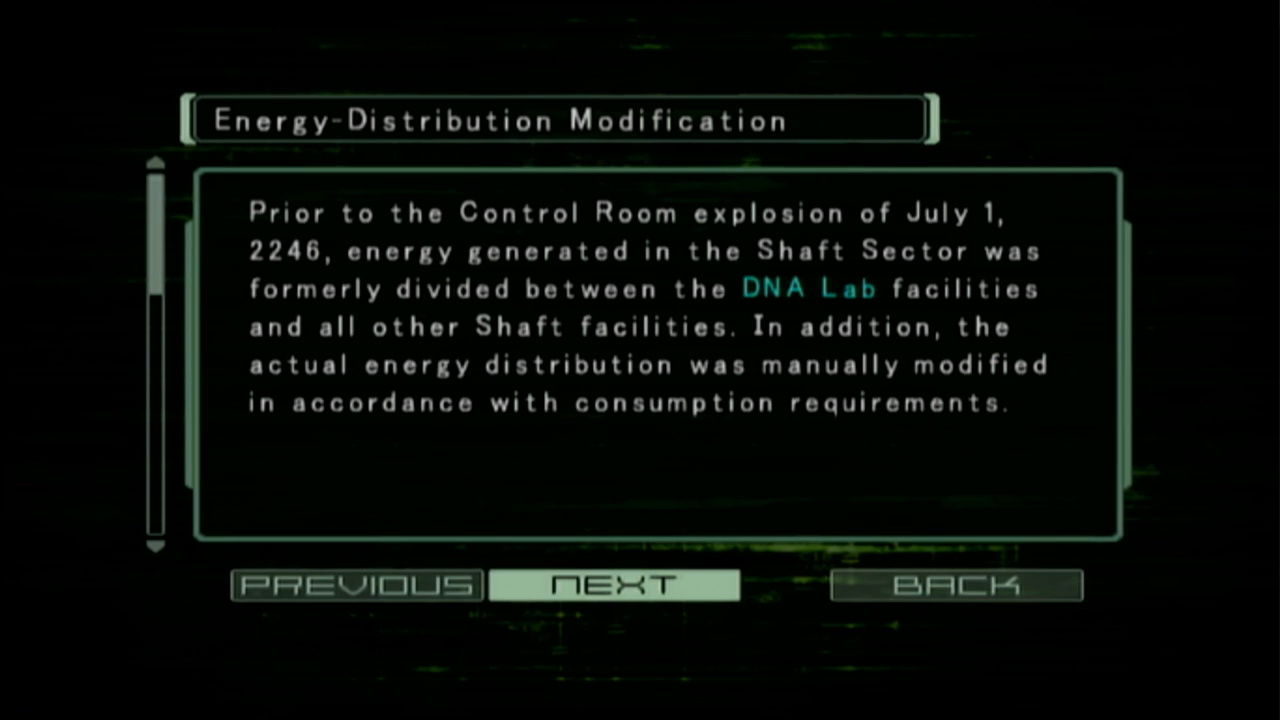 Energy-Distribution Modification
Prior to the Control Room explosion of July 1,
2246, energy generated in the Shaft Sector was
formerly divided between the DNA Lab facilities
and all other Shaft facilities. In addition, the
actual energy distribution was manually modified
in accordance with consumption requirements.
PREVIOUS NEXT BACK